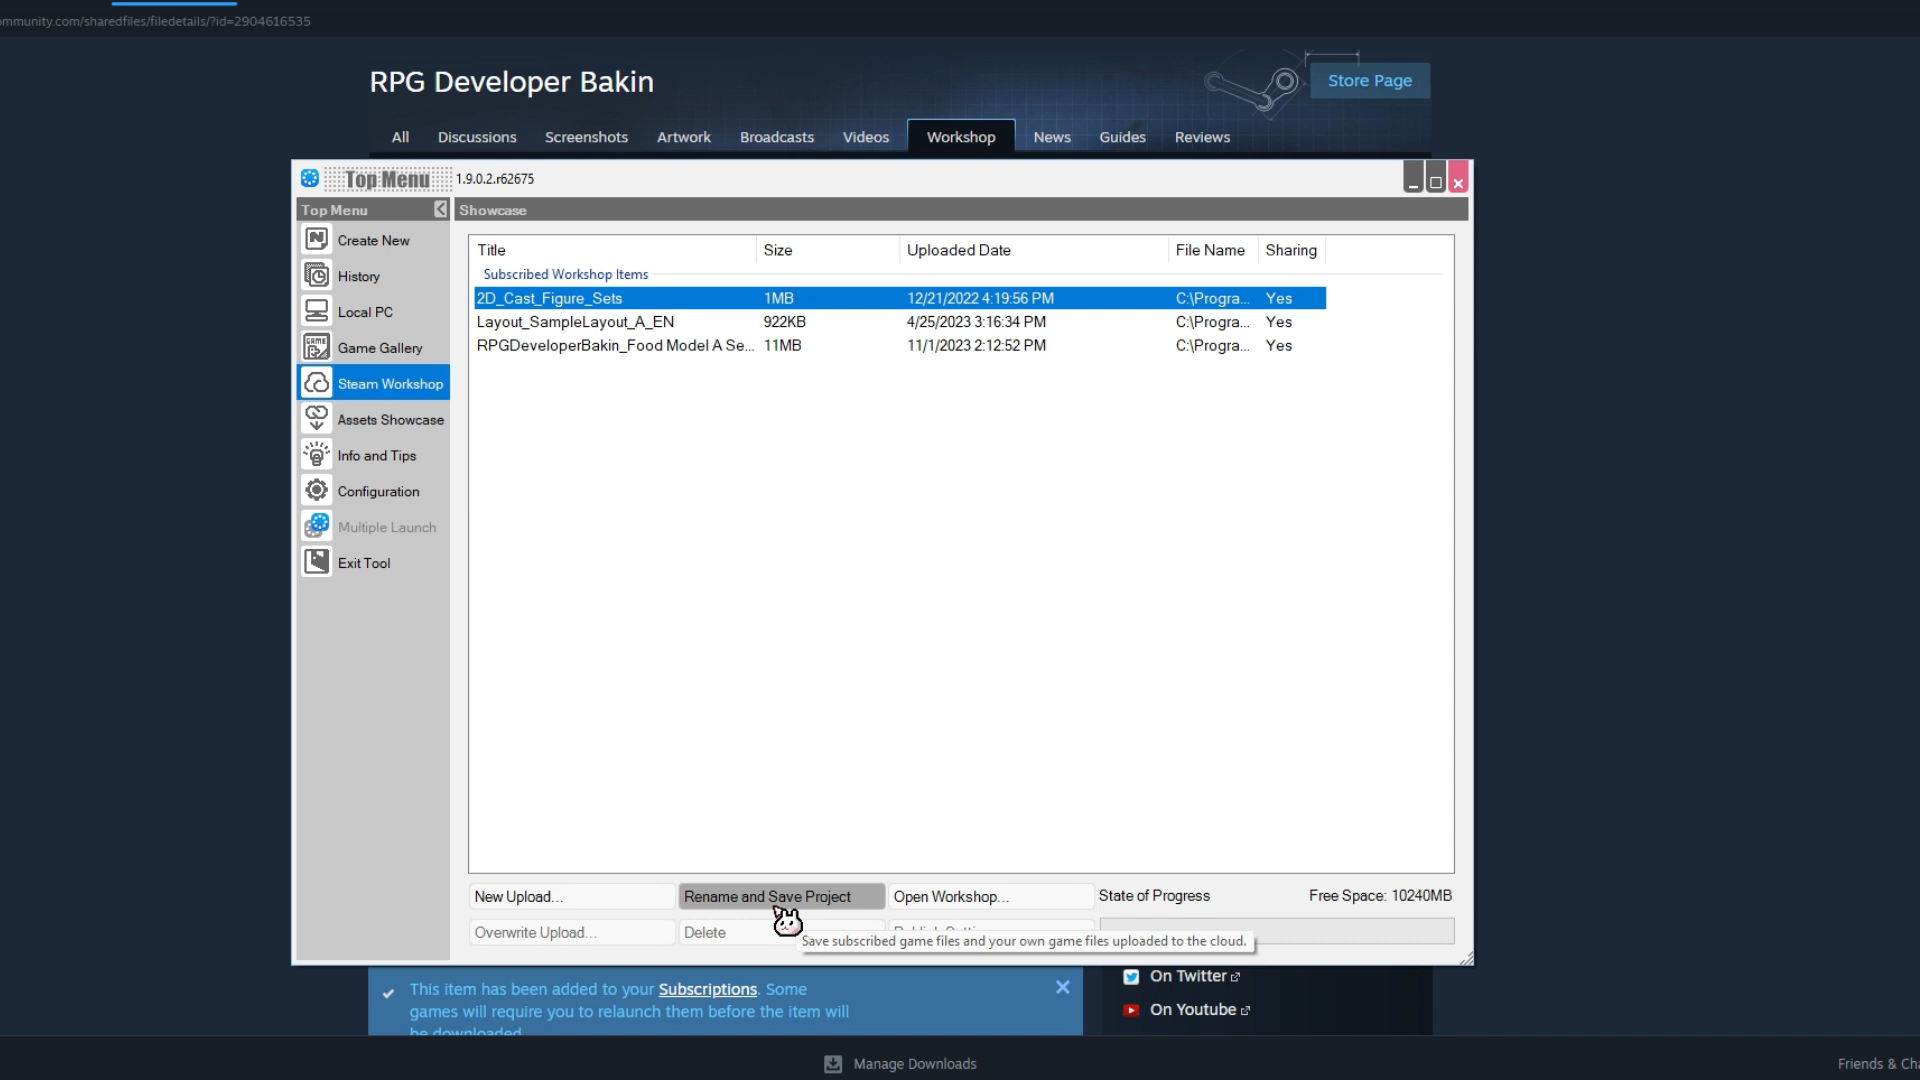 ommunity.com/sharedfiles/filedetails/?id=2904616535
RPG Developer Bakin
Store Page
All Discussions Screenshots Artwork Broadcasts Videos Workshop News Guides Reviews
Top Menu 1.9.0.2.r62675
Top Menu Showcase
Create New
History
Local PC
Game Gallery
Steam Workshop
Assets Showcase
Info and Tips
Configuration
Multiple Launch
Exit Tool
Title Size Uploaded Date File Name Sharing
Subscribed Workshop Items
2D_Cast_Figure_Sets 1MB 12/21/2022 4:19:56 PM C:\Progra... Yes
Layout_SampleLayout_A_EN 922KB 4/25/2023 3:16:34 PM C:\Progra... Yes
RPGDeveloperBakin_Food Model A Se... 11MB 11/1/2023 2:12:52 PM C:\Progra... Yes
New Upload... Rename and Save Project Open Workshop... State of Progress Free Space: 10240MB
Overwrite Upload... Delete
Save subscribed game files and your own game files uploaded to the cloud.
This item has been added to your Subscriptions. Some
games will require you to relaunch them before the item will
be downloaded
On Twitter
On Youtube
Manage Downloads
Friends & Cha